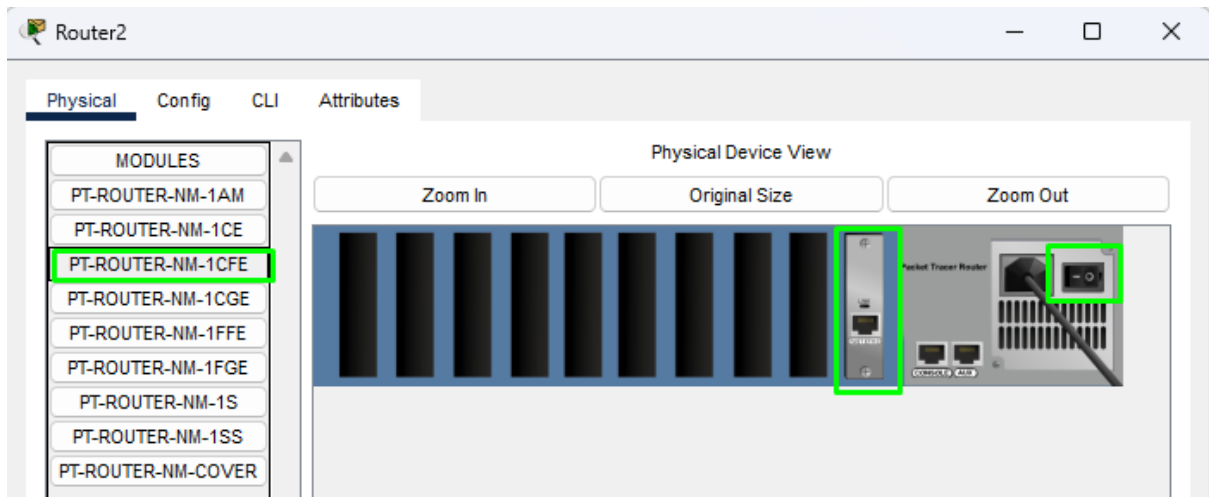 Router2
Physical Config CLI Attributes
MODULES
PT-ROUTER-NM-1AM
PT-ROUTER-NM-1CE
PT-ROUTER-NM-1CFE
PT-ROUTER-NM-1CGE
PT-ROUTER-NM-1FFE
PT-ROUTER-NM-1FGE
PT-ROUTER-NM-1S
PT-ROUTER-NM-1SS
PT-ROUTER-NM-COVER
Physical Device View
Zoom In Original Size Zoom Out
Packet Tracer Router
CONSOLE AUX